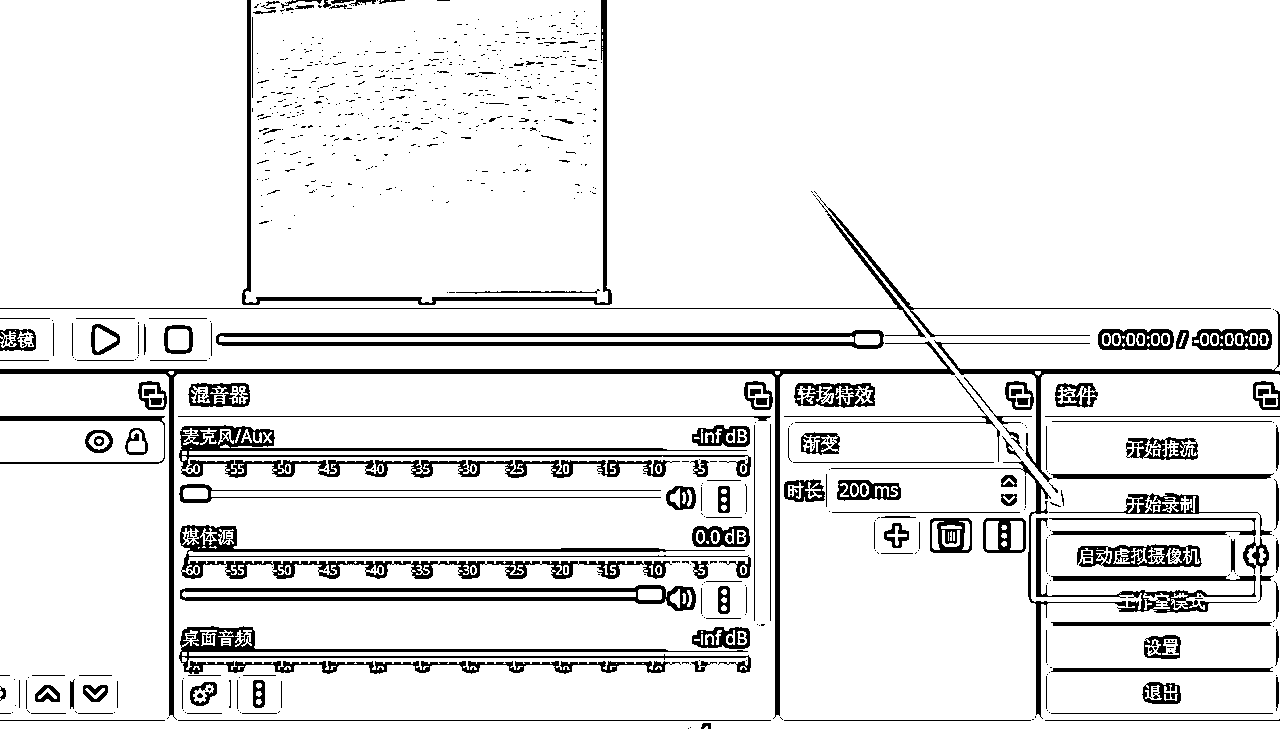 滤镜
00:00:00 / -00:00:00
混音器
转场特效
控件
麦克风/Aux
-inf dB
-60 -55 -50 -45 -40 -35 -30 -25 -20 -15 -10 -5 0
媒体源
0.0 dB
-60 -55 -50 -45 -40 -35 -30 -25 -20 -15 -10 -5 0
桌面音频
-inf dB
渐变
时长
200 ms
开始推流
开始录制
启动虚拟摄像机
工作室模式
设置
退出